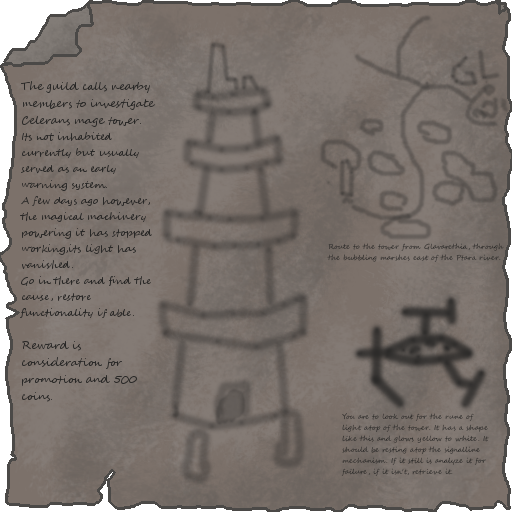 The guild calls nearby
members to investigate
Celerans mage tower.
Its not inhabited
currently but usually
served as an early
warning system.
A few days ago however,
the magical machinery
powering it has stopped
working,its light has
vanished.
Go in there and find the
cause, restore
functionality if able.
Reward is
consideration for
promotion and 500
coins.
GL
Route to the tower from Glavarethia, through
the bubbling marshes east of the Ptara river.
You are to look out for the rune of
light atop of the tower. It has a shape
like this and glows yellow to white. It
should be resting atop the signalline
mechanism. If it still is analyze it for
failure, if it isn't, retrieve it.